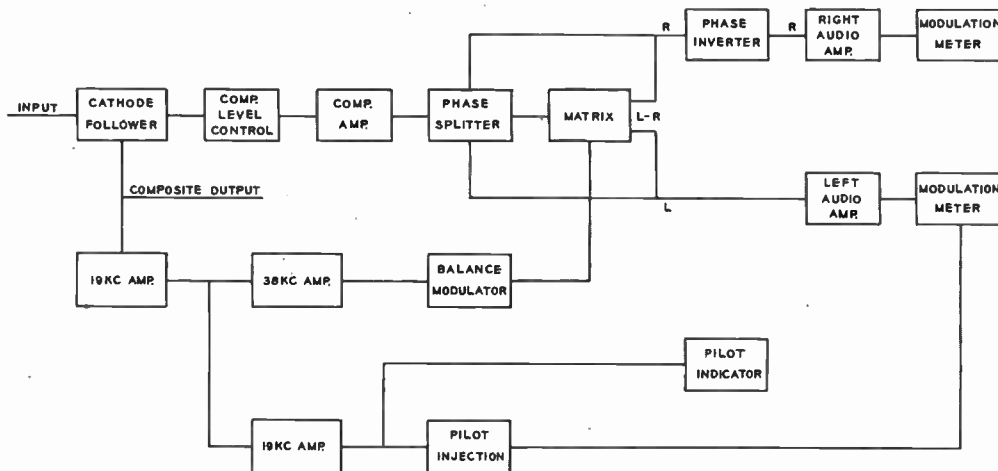 INPUT
CATHODE
FOLLOWER
COMP.
LEVEL
CONTROL
COMP.
AMP.
PHASE
SPLITTER
MATRIX
L-R
R
PHASE
INVERTER
R
RIGHT
AUDIO
AMP.
MODULATION
METER
COMPOSITE OUTPUT
L
LEFT
AUDIO
AMP.
MODULATION
METER
19KC AMP.
38KC AMP.
BALANCE
MODULATOR
PILOT
INDICATOR
19KC AMP.
PILOT
INJECTION